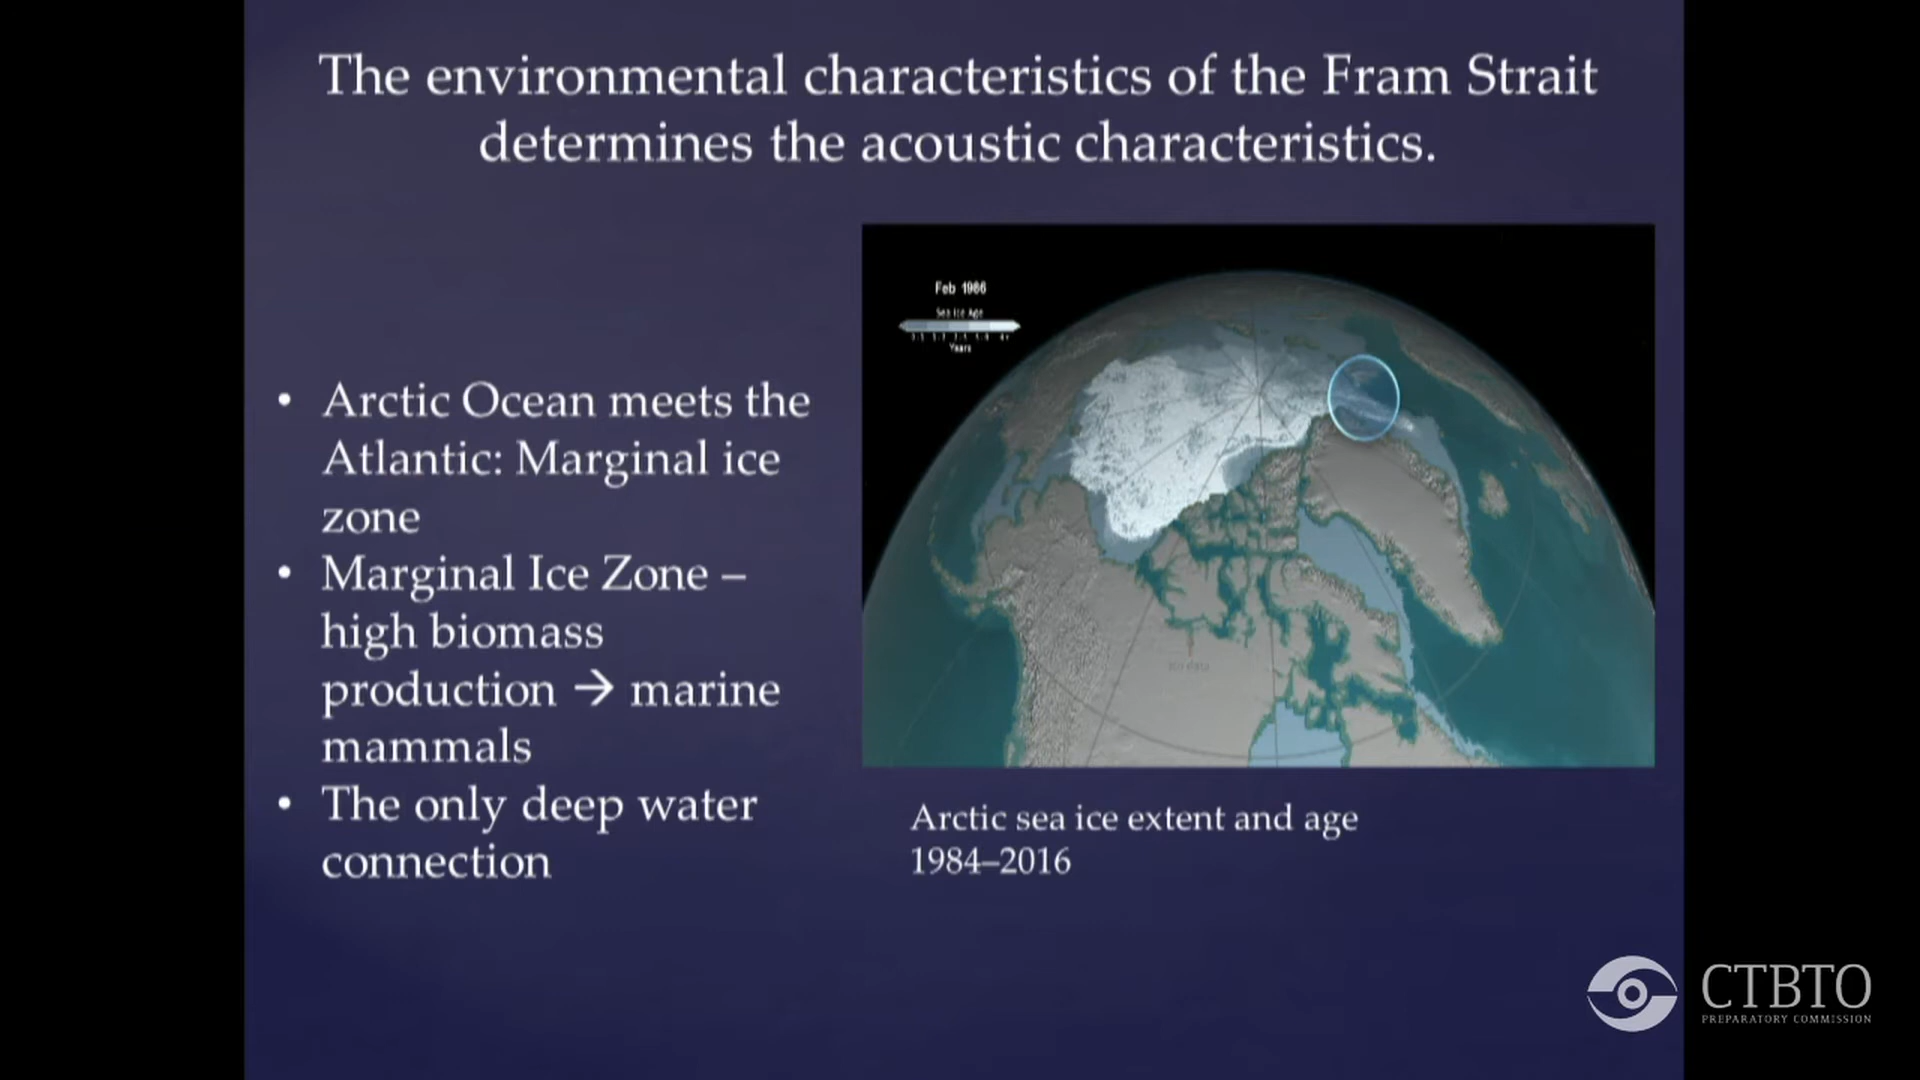 The environmental characteristics of the Fram Strait
determines the acoustic characteristics.
• Arctic Ocean meets the
Atlantic: Marginal ice
zone
• Marginal Ice Zone –
high biomass
production → marine
mammals
• The only deep water
connection
Feb 1986
Sea Ice Age
Years
Arctic sea ice extent and age
1984–2016
CTBTO
PREPARATORY COMMISSION